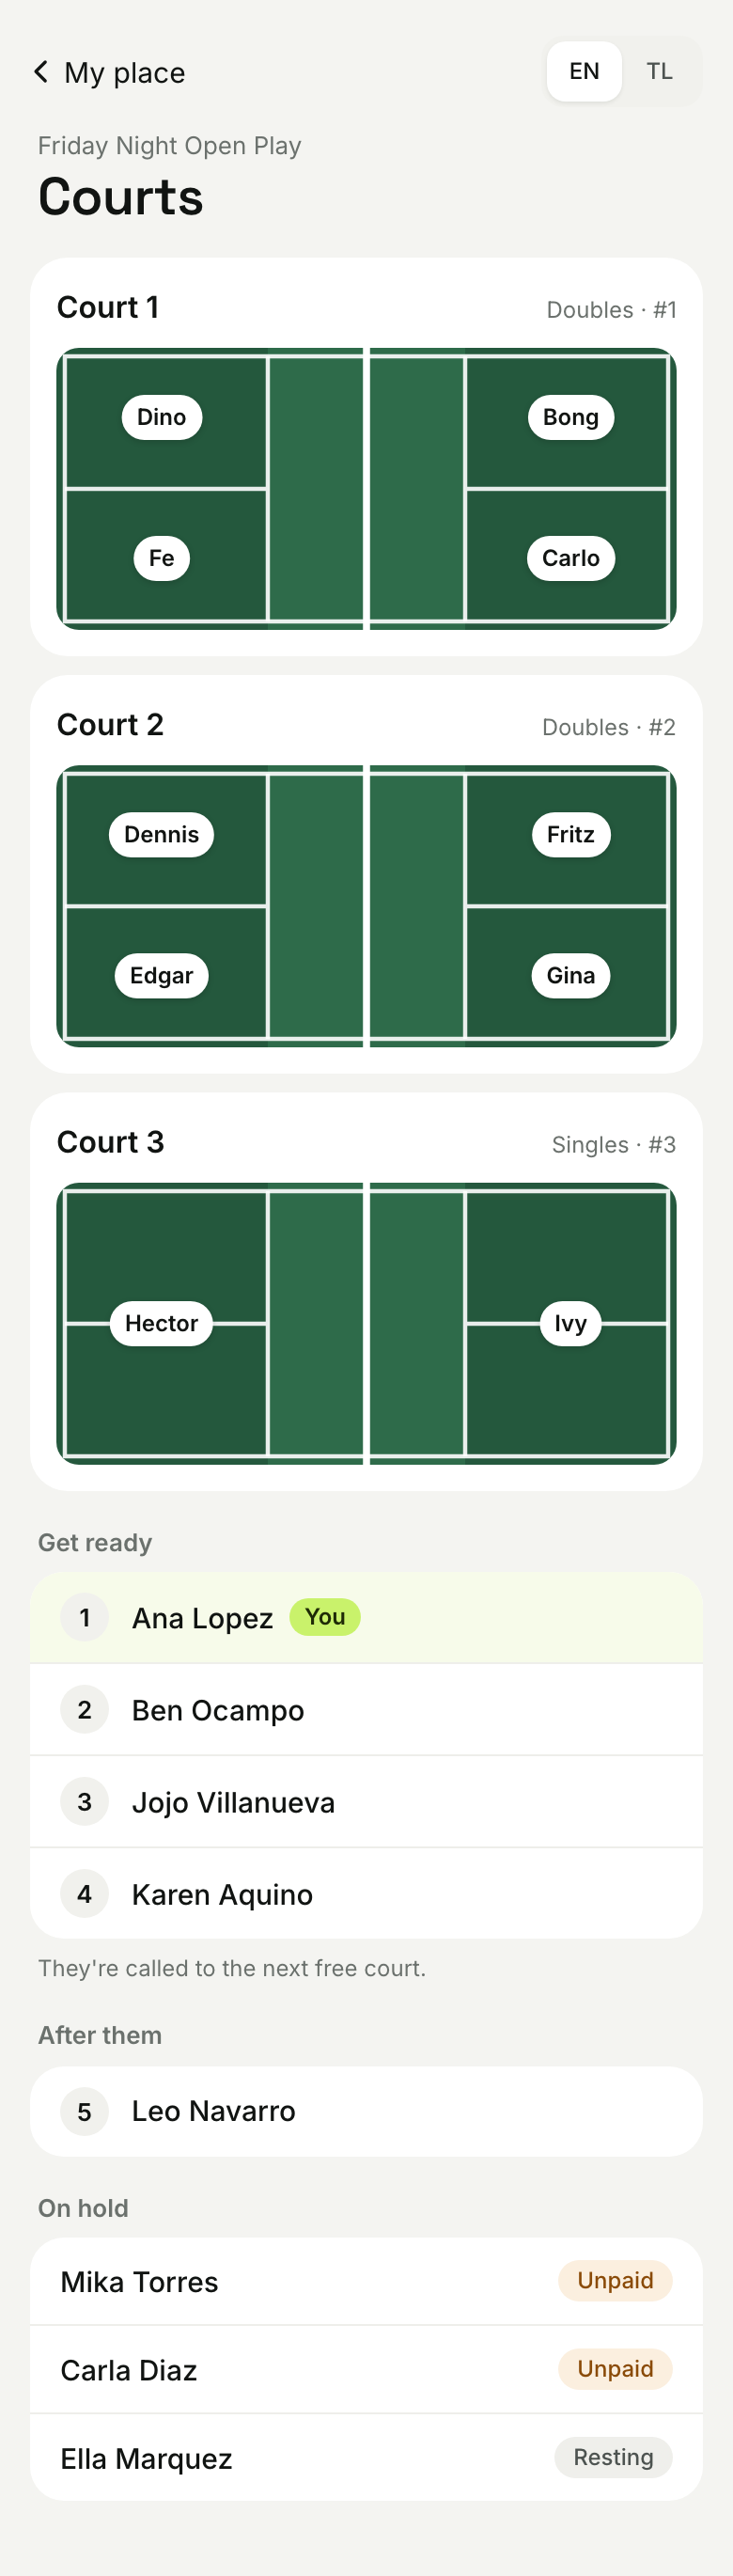 My place
EN TL
Friday Night Open Play
Courts
Court 1 Doubles · #1
Dino Bong
Fe Carlo
Court 2 Doubles · #2
Dennis Fritz
Edgar Gina
Court 3 Singles · #3
Hector Ivy
Get ready
1 Ana Lopez You
2 Ben Ocampo
3 Jojo Villanueva
4 Karen Aquino
They're called to the next free court.
After them
5 Leo Navarro
On hold
Mika Torres Unpaid
Carla Diaz Unpaid
Ella Marquez Resting